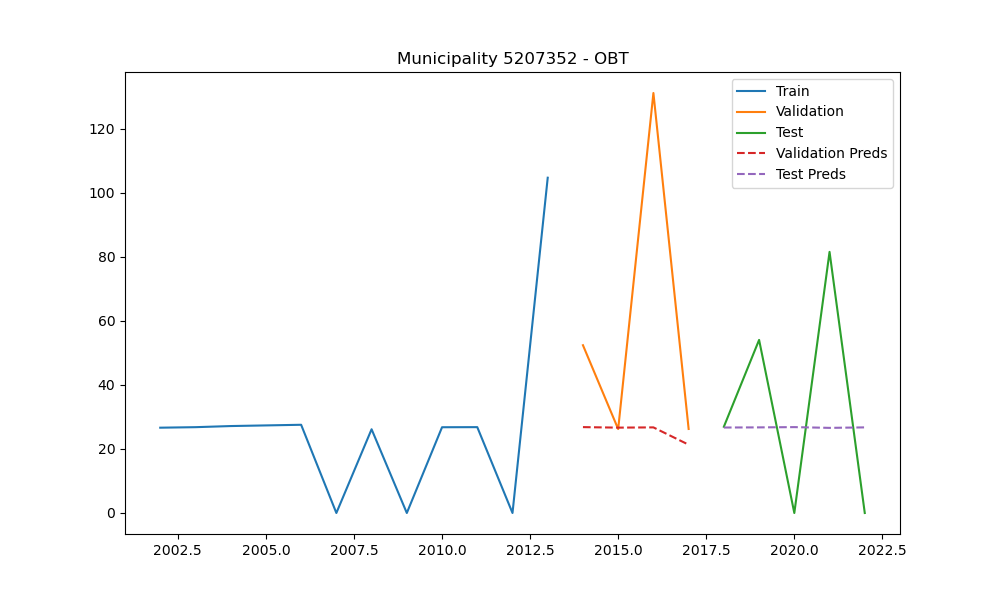 Municipality 5207352 - OBT
Train
Validation
Test
Validation Preds
Test Preds
120
100
80
60
40
20
0
2002.5 2005.0 2007.5 2010.0 2012.5 2015.0 2017.5 2020.0 2022.5